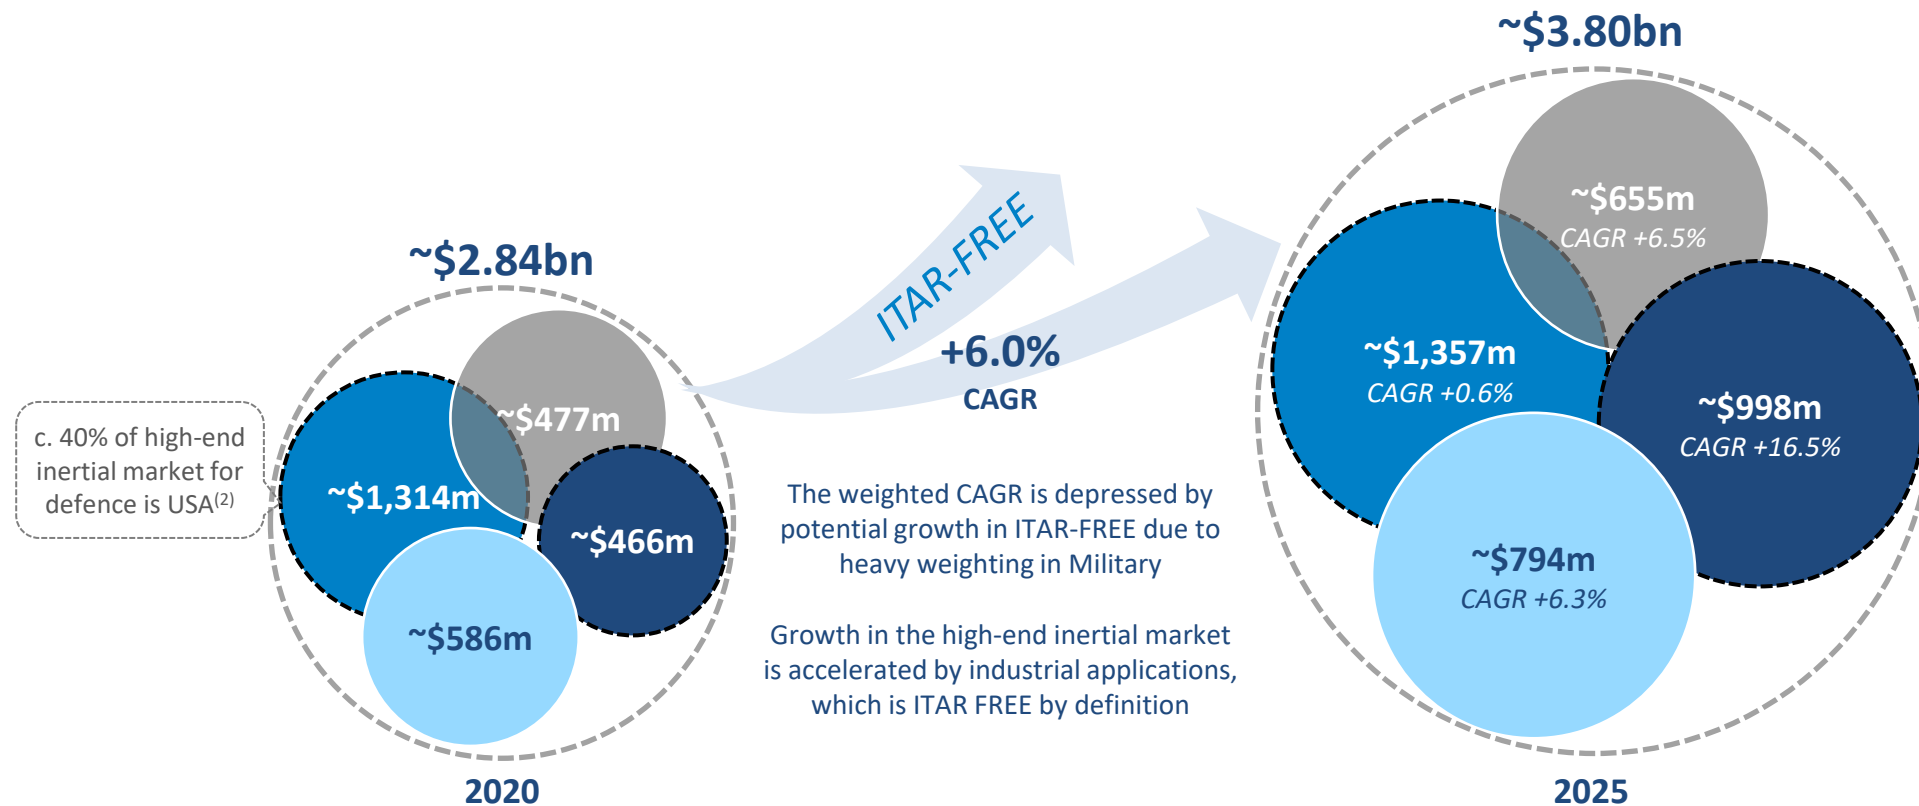 ~$2.84bn
c. 40% of high-end
inertial market for
defence is USA(2)
~$477m
~$1,314m
~$466m
~$586m
2020
ITAR-FREE
+6.0%
CAGR
The weighted CAGR is depressed by
potential growth in ITAR-FREE due to
heavy weighting in Military
Growth in the high-end inertial market
is accelerated by industrial applications,
which is ITAR FREE by definition
~$3.80bn
~$655m
CAGR +6.5%
~$1,357m
CAGR +0.6%
~$998m
CAGR +16.5%
~$794m
CAGR +6.3%
2025